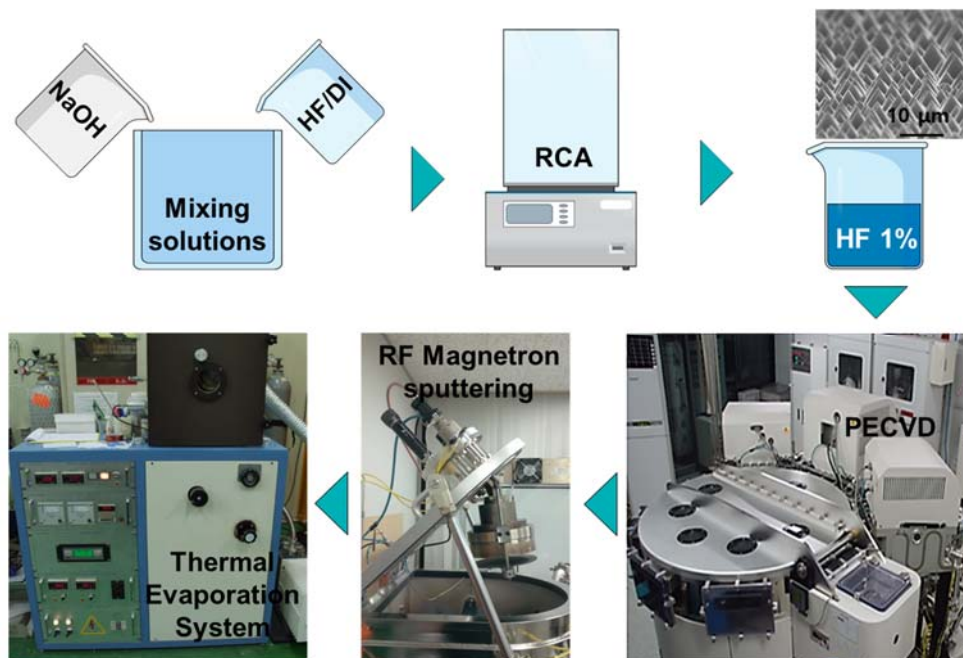 NaOH
HF/DI
Mixing
solutions
RCA
10 µm
HF 1%
RF Magnetron
sputtering
PECVD
Thermal
Evaporation
System